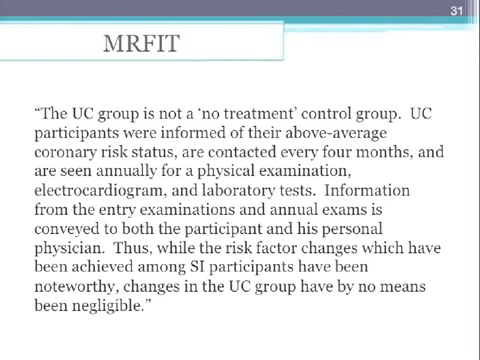 31
MRFIT
“The UC group is not a ‘no treatment’ control group.  UC
participants were informed of their above-average
coronary risk status, are contacted every four months, and
are seen annually for a physical examination,
electrocardiogram, and laboratory tests.  Information
from the entry examinations and annual exams is
conveyed to both the participant and his personal
physician.  Thus, while the risk factor changes which have
been achieved among SI participants have been
noteworthy, changes in the UC group have by no means
been negligible.”